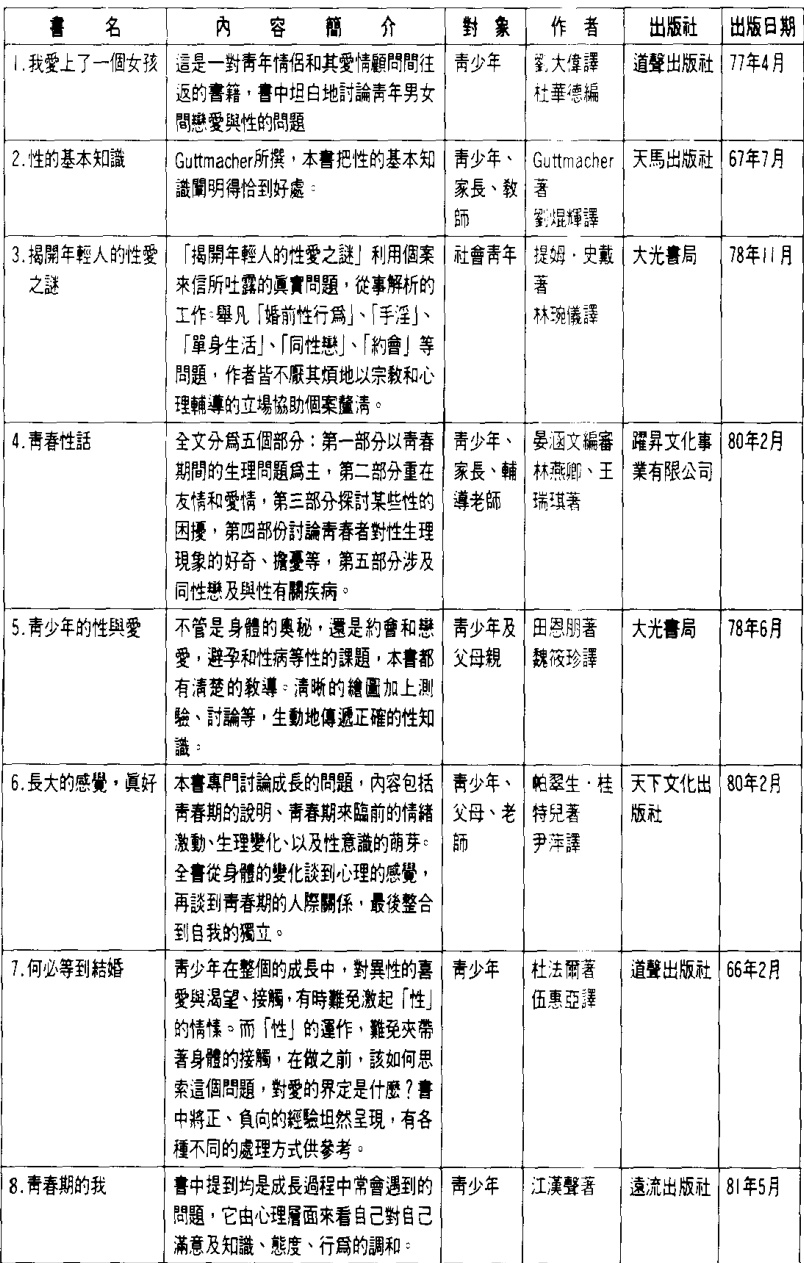 書名
內容簡介
對象
作者
出版社
出版日期
1.我愛上了一個女孩
這是一對青年情侶和其愛情顧問間往
返的書籍，書中坦白地討論青年男女
間戀愛與性的問題
青少年
劉大偉譯
杜華德編
道聲出版社
77年4月
2.性的基本知識
Guttmacher所撰，本書把性的基本知
識闡明得恰到好處。
青少年、
家長、教
師
Guttmacher
著
劉焜輝譯
天馬出版社
67年7月
3.揭開年輕人的性愛
之謎
「揭開年輕人的性愛之謎」利用個案
來信所吐露的眞實問題，從事解析的
工作。舉凡「婚前性行爲」、「手淫」、
「單身生活」、「同性戀」、「約會」等
問題，作者皆不厭其煩地以宗教和心
理輔導的立場協助個案釐清。
社會青年
提姆·史戴
著
林琬儀譯
大光書局
78年11月
4.青春性話
全文分爲五個部分：第一部分以青春
期間的生理問題爲主，第二部分重在
友情和愛情，第三部分探討某些性的
困擾，第四部份討論青春者對性生理
現象的好奇、擔憂等，第五部分涉及
同性戀及與性有關疾病。
青少年、
家長、輔
導老師
晏涵文編審
林燕卿、王
瑞琪著
躍昇文化事
業有限公司
80年2月
5.青少年的性與愛
不管是身體的奧秘，還是約會和戀
愛，避孕和性病等性的課題，本書都
有清楚的教導。清晰的繪圖加上測
驗、討論等，生動地傳遞正確的性知
識。
青少年及
父母親
田恩朋著
魏筱珍譯
大光書局
78年6月
6.長大的感覺，眞好
本書專門討論成長的問題，內容包括
青春期的說明、青春期來臨前的情緒
激動、生理變化、以及性意識的萌芽。
全書從身體的變化談到心理的感覺，
再談到青春期的人際關係，最後整合
到自我的獨立。
青少年、
父母、老
師
帕翠生·桂
特兒著
尹萍譯
天下文化出
版社
80年2月
7.何必等到結婚
青少年在整個的成長中，對異性的喜
愛與渴望、接觸，有時難免激起「性」
的情愫。而「性」的運作，難免夾帶
著身體的接觸，在做之前，該如何思
索這個問題，對愛的界定是什麼？書
中將正、負向的經驗坦然呈現，有各
種不同的處理方式供參考。
青少年
杜法爾著
伍惠亞譯
道聲出版社
66年2月
8.青春期的我
書中提到均是成長過程中常會遇到的
問題，它由心理層面來看自己對自己
滿意及知識、態度、行爲的調和。
青少年
江漢聲著
遠流出版社
81年5月